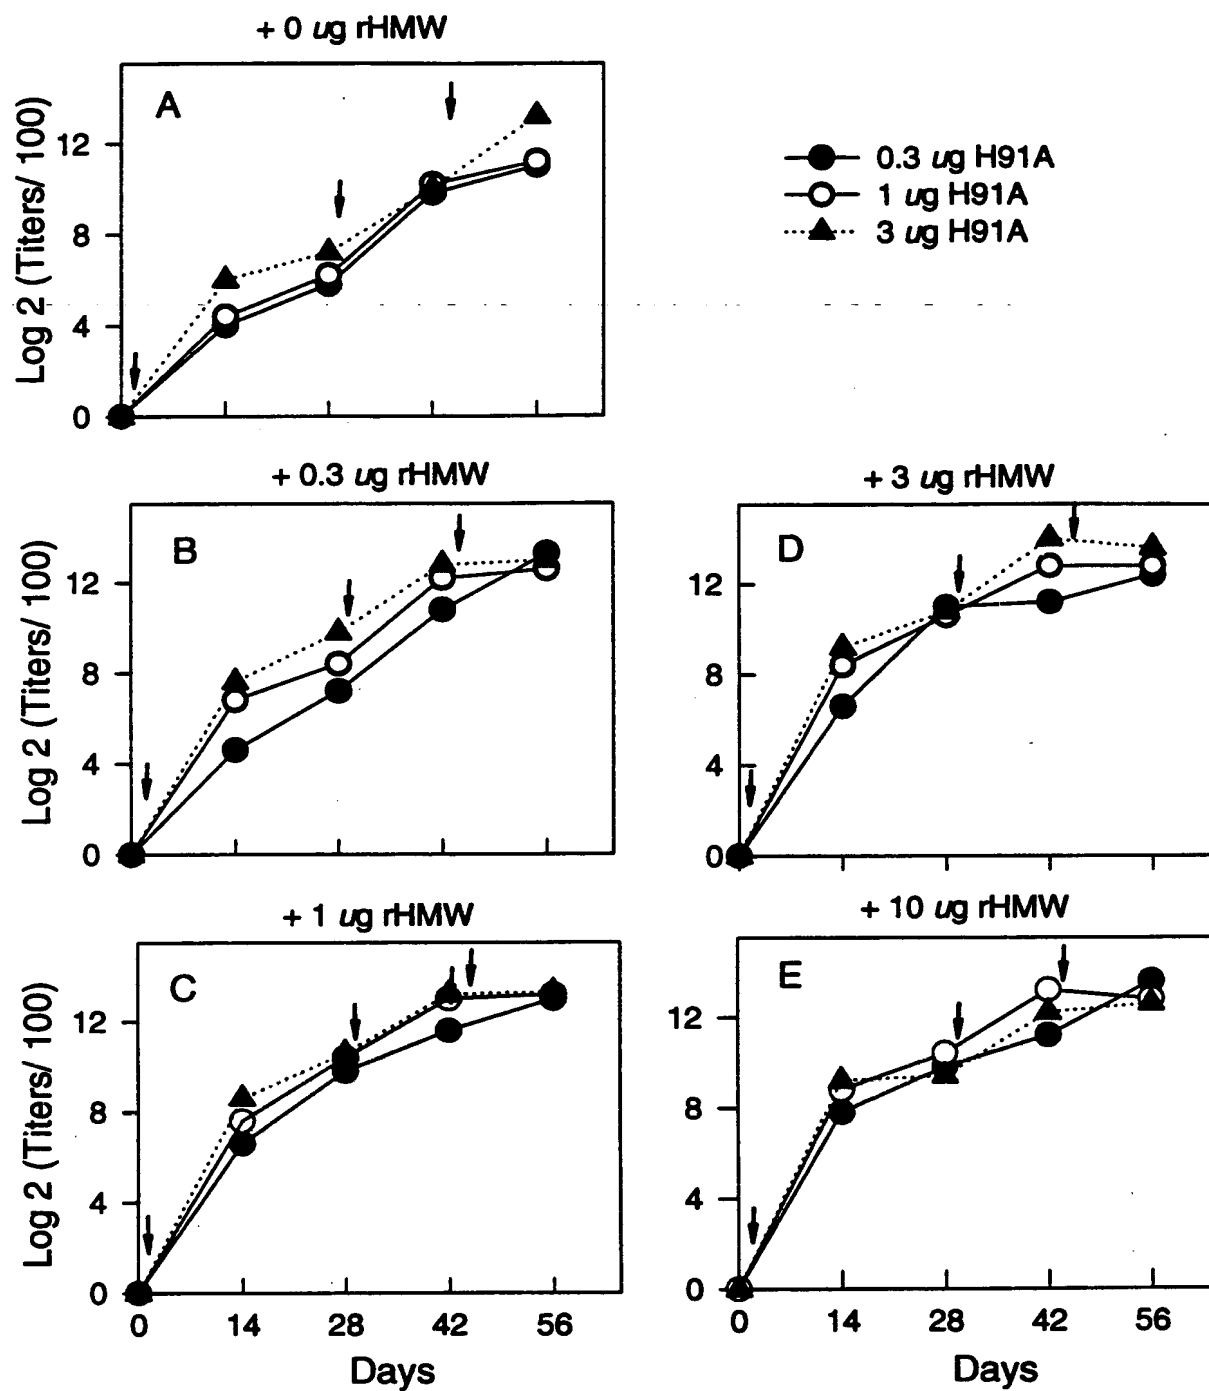 + 0 ug rHMW
A
Log 2 (Titers/ 100)
12
8
4
0
0.3 ug H91A
1 ug H91A
3 ug H91A
+ 0.3 ug rHMW
B
Log 2 (Titers/ 100)
12
8
4
0
+ 3 ug rHMW
D
12
8
4
0
+ 1 ug rHMW
C
Log 2 (Titers/ 100)
12
8
4
0
0 14 28 42 56
Days
+ 10 ug rHMW
E
12
8
4
0
0 14 28 42 56
Days